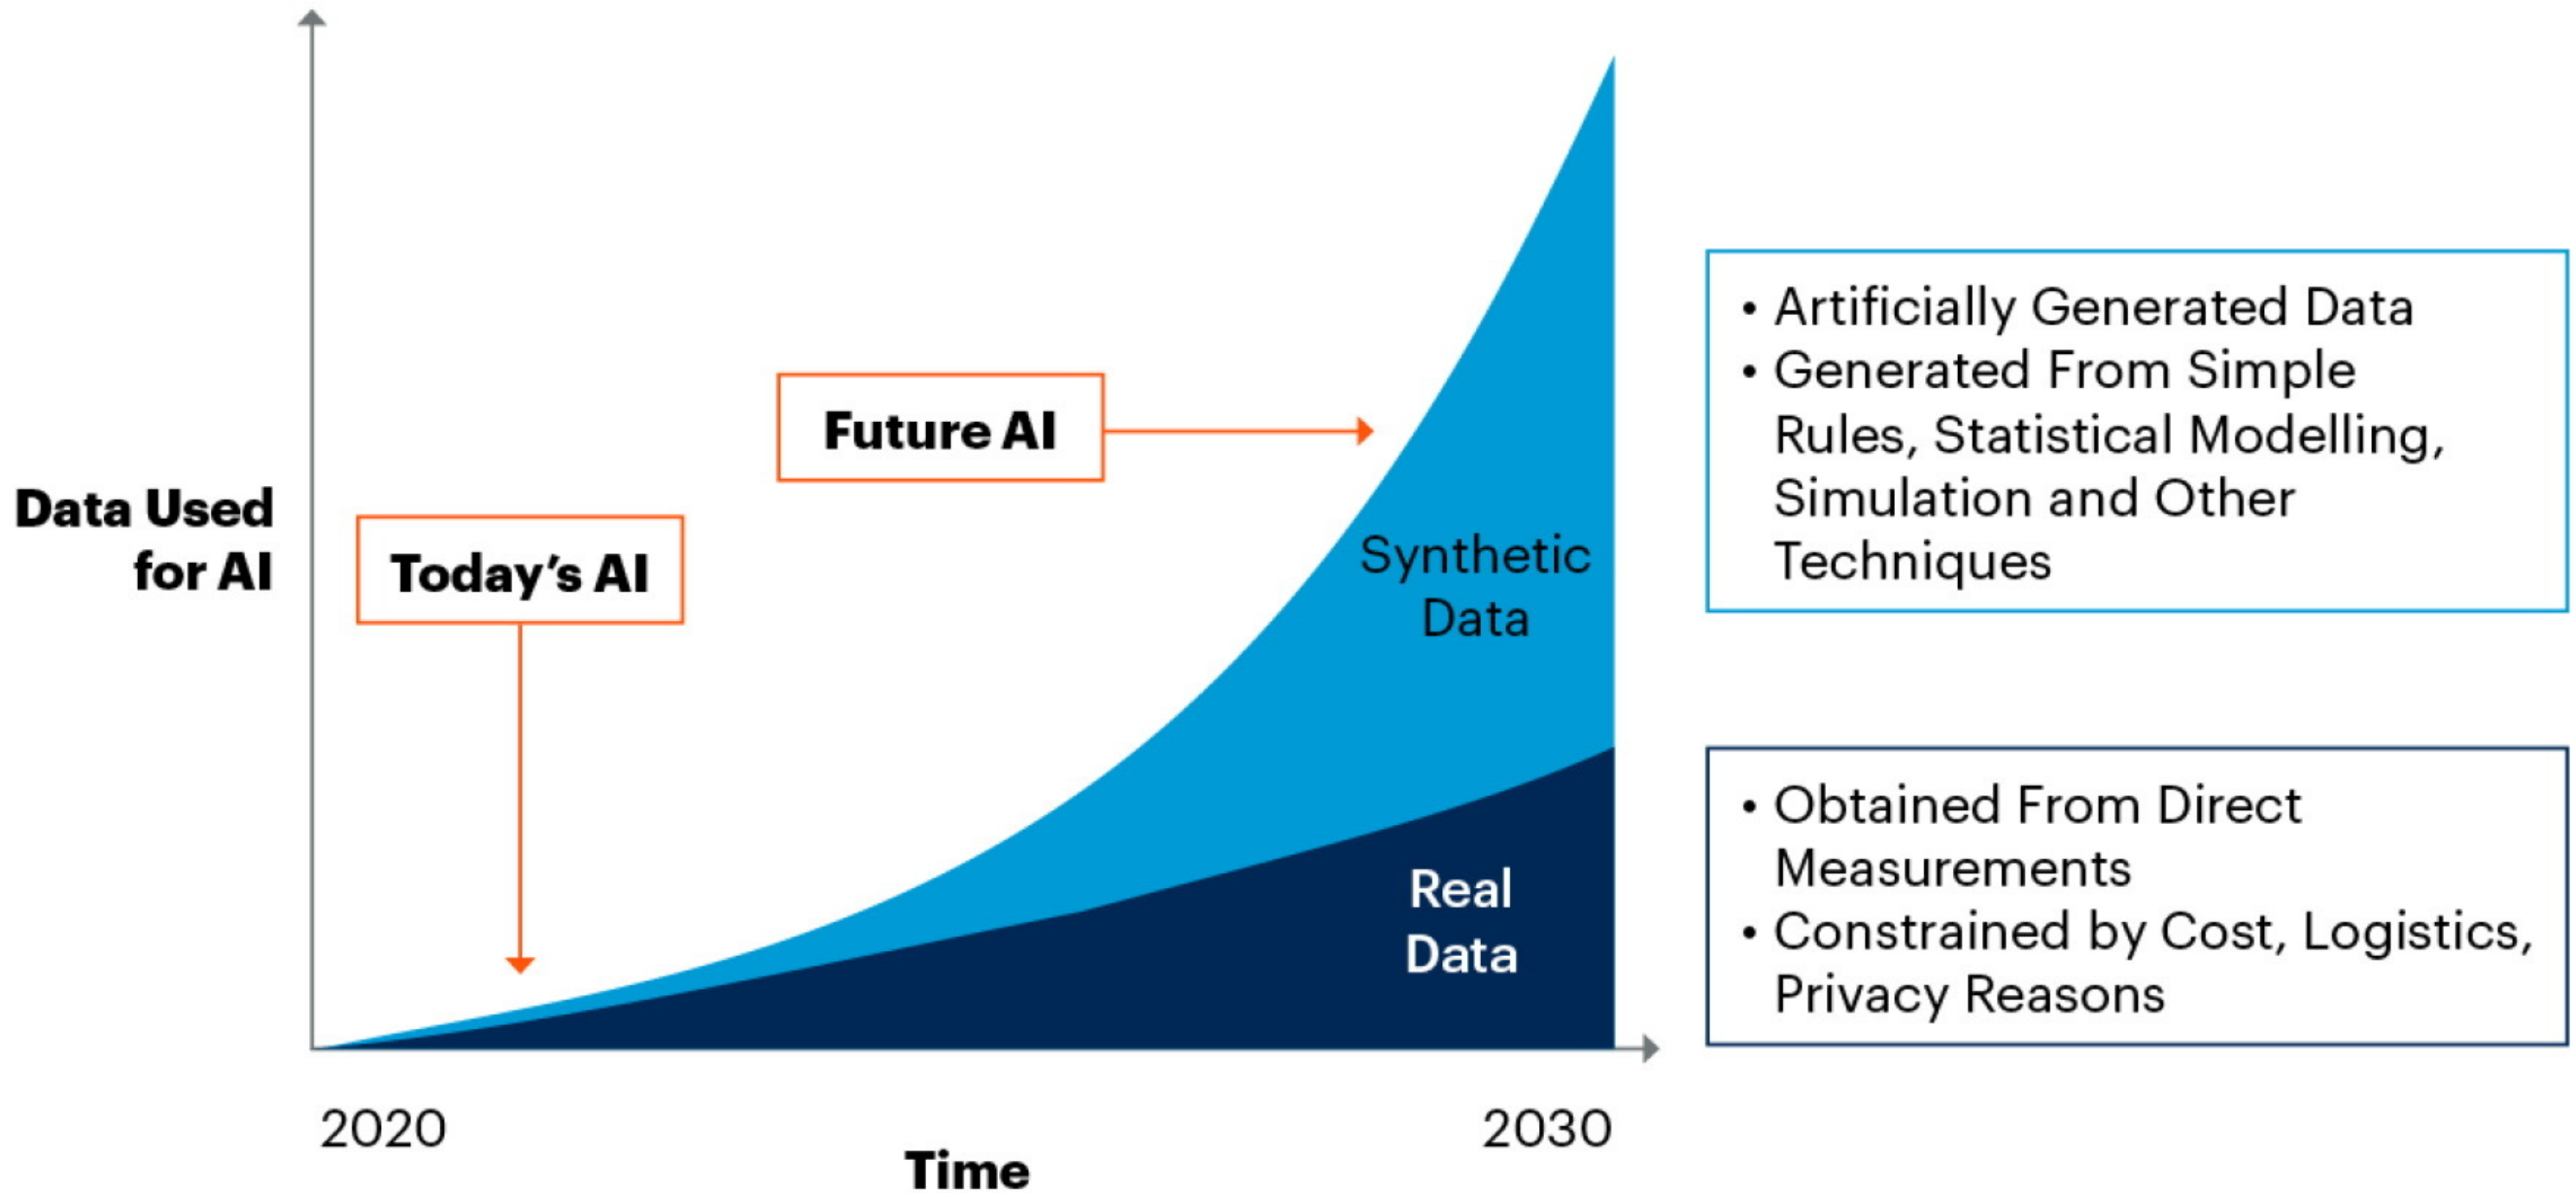 Data Used
for AI
Today's AI
Future AI
Synthetic
Data
Real
Data
• Artificially Generated Data
• Generated From Simple
Rules, Statistical Modelling,
Simulation and Other
Techniques
• Obtained From Direct
Measurements
• Constrained by Cost, Logistics,
Privacy Reasons
2020
2030
Time